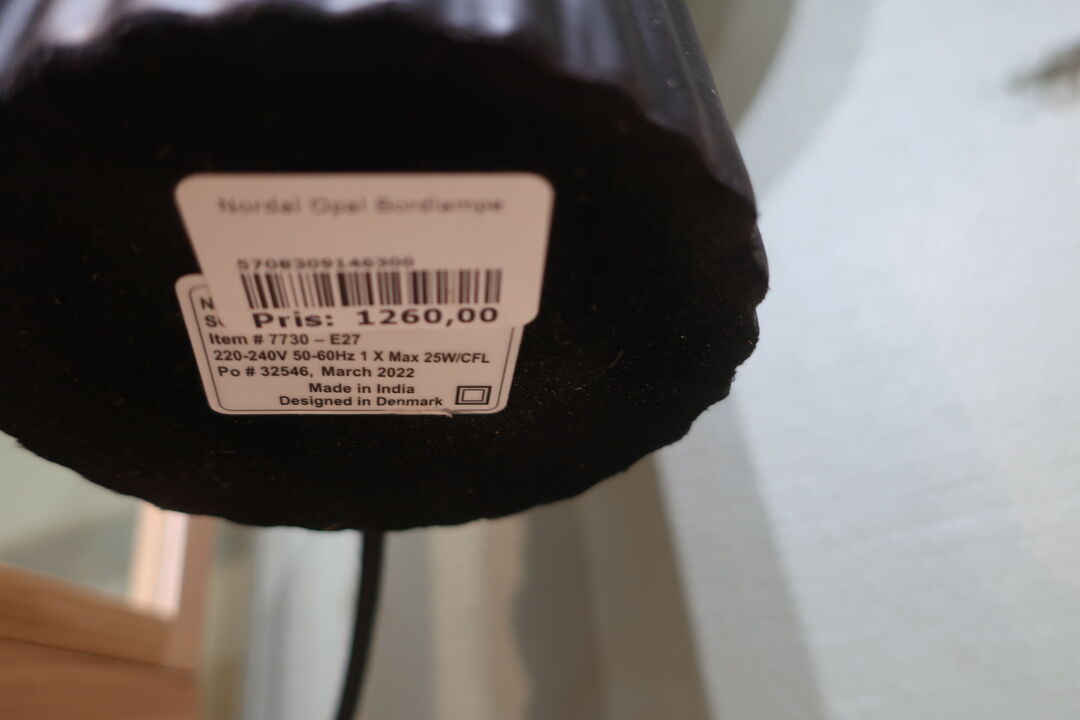 Nordal Opal Bordlampe
5708309146300
Pris: 1260,00
Item # 7730 – E27
220-240V 50-60Hz 1 X Max 25W/CFL
Po # 32546, March 2022
Made in India
Designed in Denmark